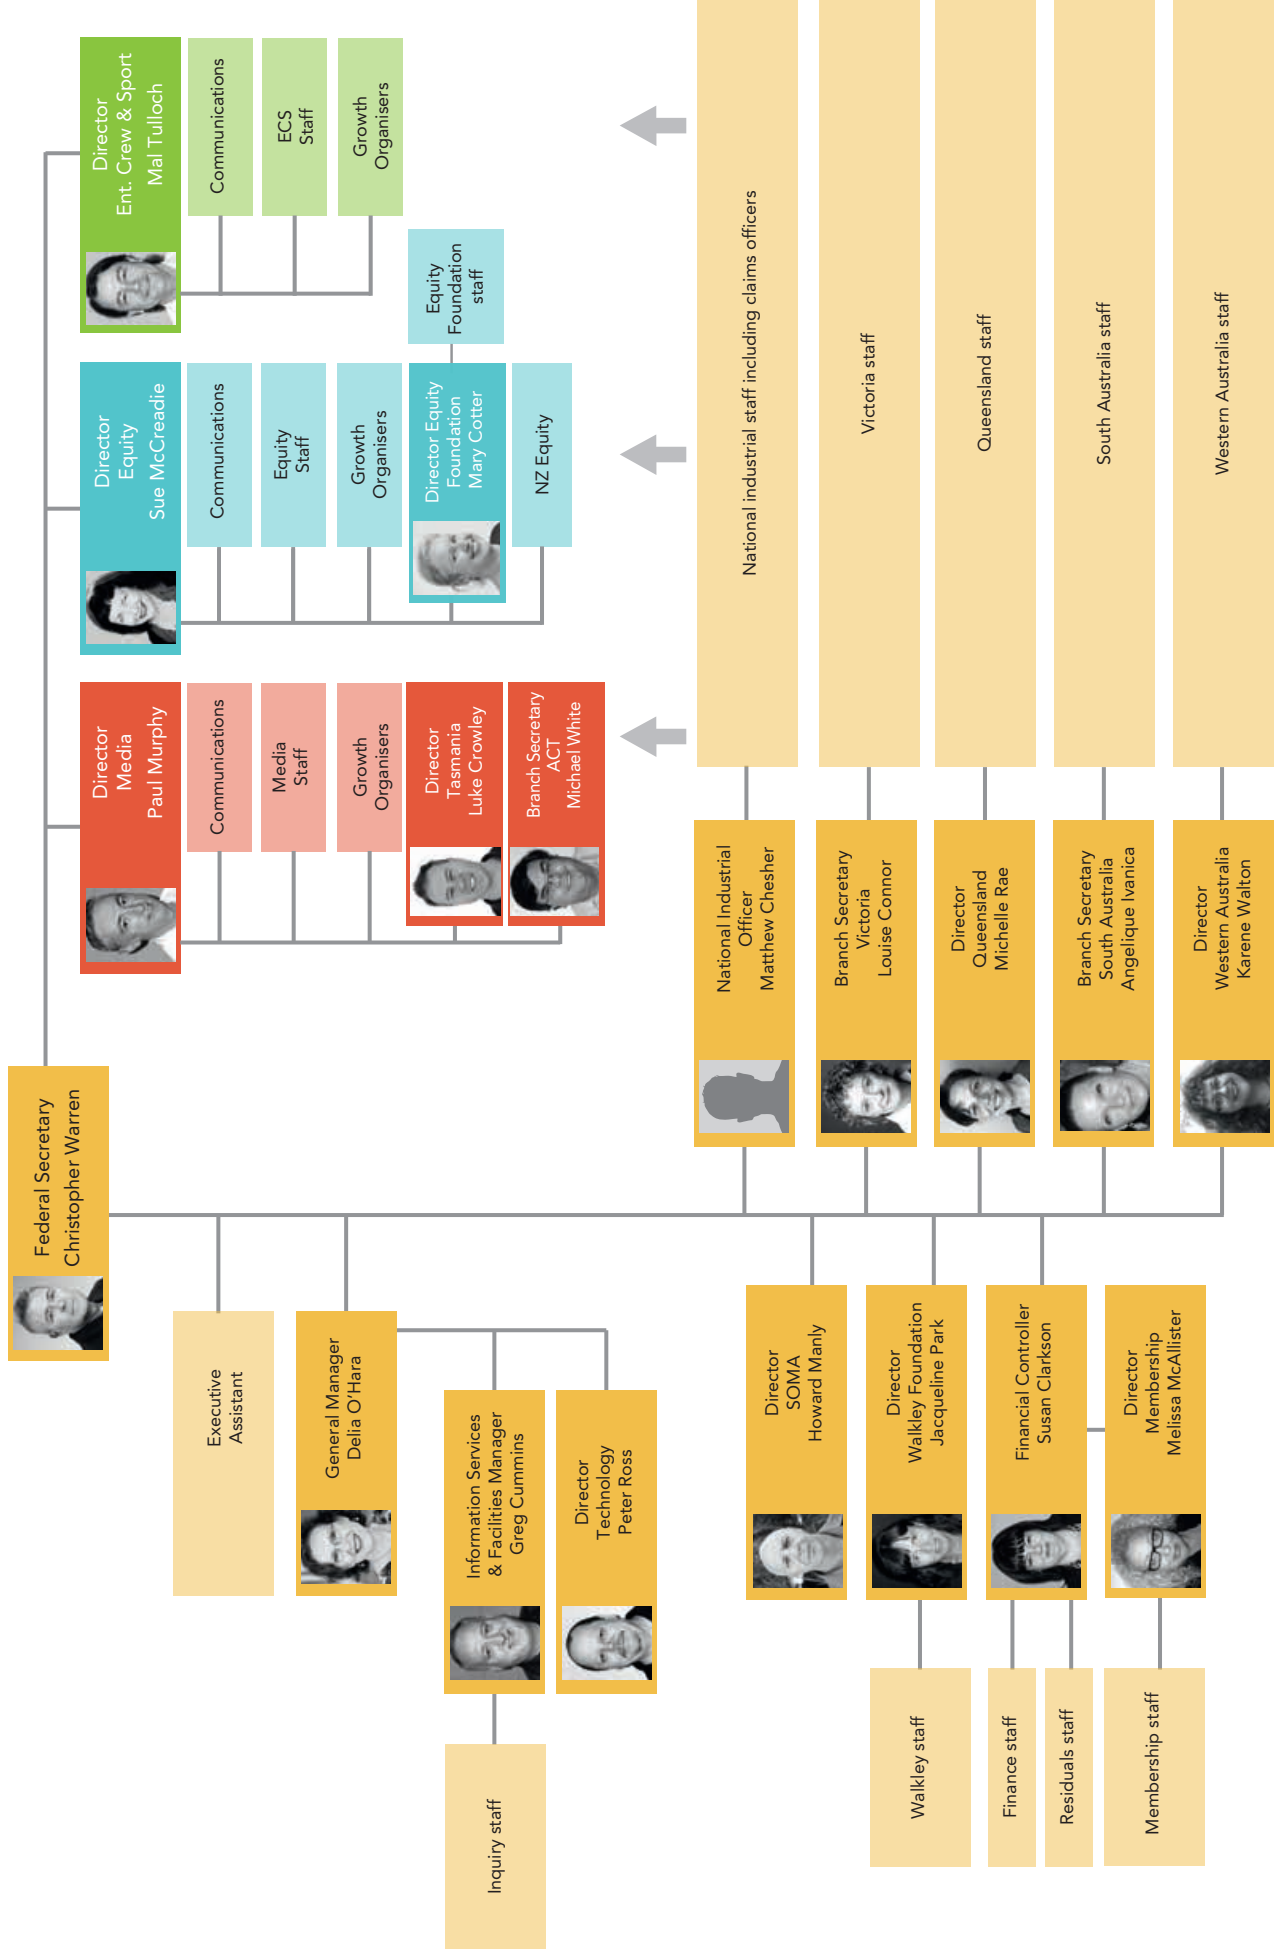 Federal Secretary
Christopher Warren
Executive
Assistant
General Manager
Delia O'Hara
Information Services
& Facilities Manager
Greg Cummins
Inquiry staff
Director
Technology
Peter Ross
Director
Media
Paul Murphy
Communications
Media
Staff
Growth
Organisers
Director
Tasmania
Luke Crowley
Branch Secretary
ACT
Michael White
Director
Equity
Sue McCreadie
Communications
Equity
Staff
Growth
Organisers
Director Equity
Foundation
Mary Cotter
Equity
Foundation
staff
NZ Equity
Director
Ent. Crew & Sport
Mal Tulloch
Communications
ECS
Staff
Growth
Organisers
Director
SOMA
Howard Manly
Director
Walkley Foundation
Jacqueline Park
Walkley staff
Financial Controller
Susan Clarkson
Finance staff
Residuals staff
Director
Membership
Melissa McAllister
Membership staff
National Industrial
Officer
Matthew Chesher
National industrial staff including claims officers
Branch Secretary
Victoria
Louise Connor
Victoria staff
Director
Queensland
Michelle Rae
Queensland staff
Branch Secretary
South Australia
Angelique Ivanica
South Australia staff
Director
Western Australia
Karene Walton
Western Australia staff